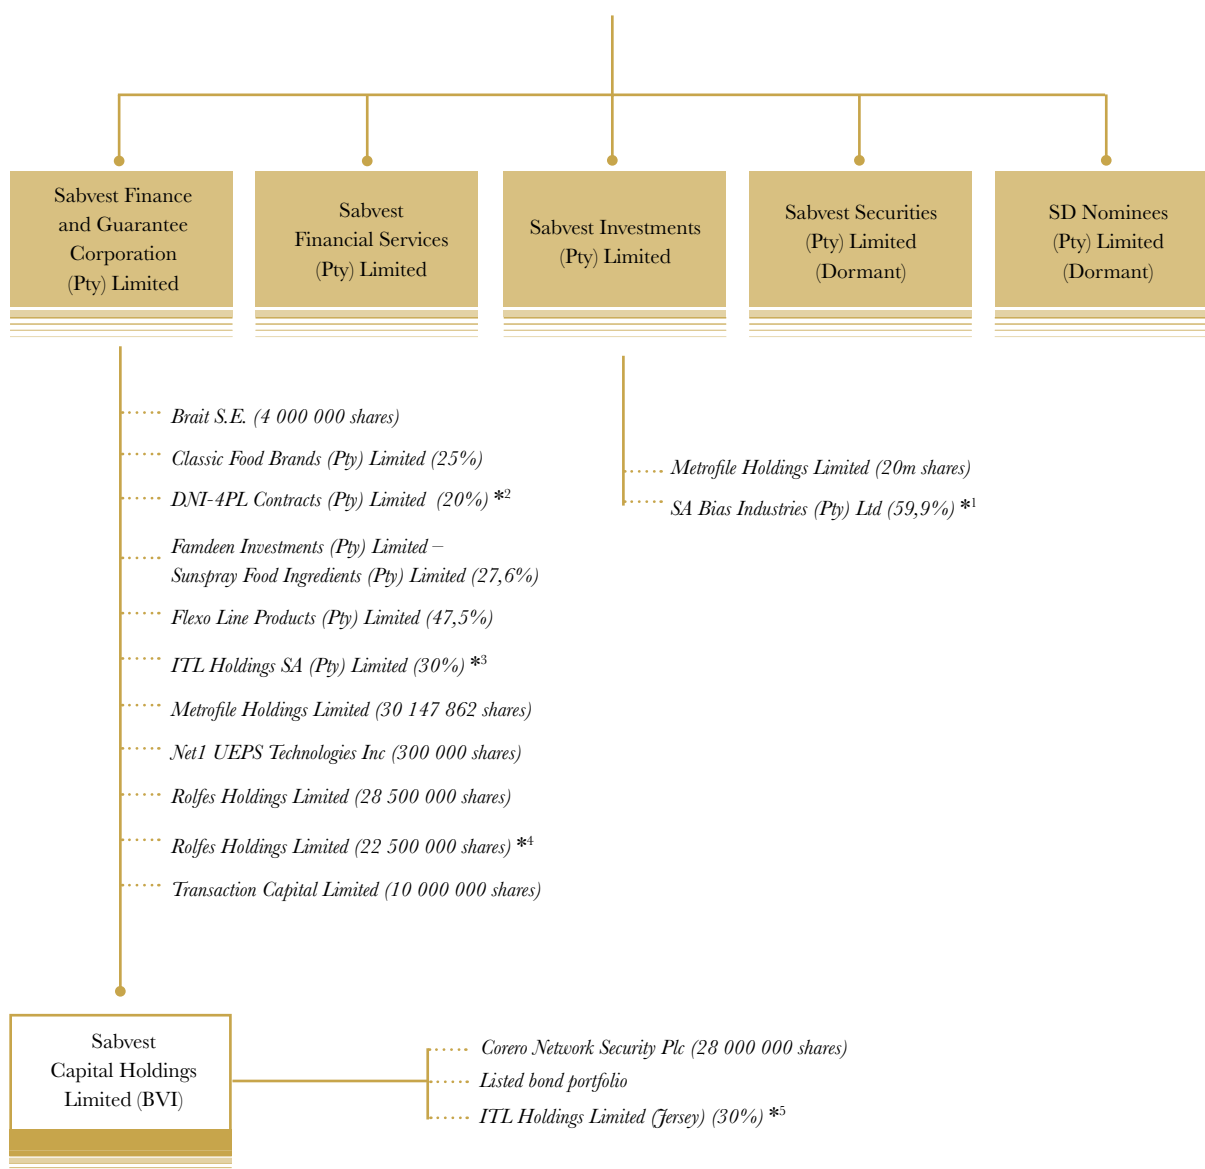 Sabvest Finance
and Guarantee
Corporation
(Pty) Limited
Sabvest
Financial Services
(Pty) Limited
Sabvest Investments
(Pty) Limited
Sabvest Securities
(Pty) Limited
(Dormant)
SD Nominees
(Pty) Limited
(Dormant)
Brait S.E. (4 000 000 shares)
Classic Food Brands (Pty) Limited (25%)
DNI-4PL Contracts (Pty) Limited (20%) *2
Famdeen Investments (Pty) Limited –
Sunspray Food Ingredients (Pty) Limited (27,6%)
Flexo Line Products (Pty) Limited (47,5%)
ITL Holdings SA (Pty) Limited (30%) *3
Metrofile Holdings Limited (30 147 862 shares)
Net1 UEPS Technologies Inc (300 000 shares)
Rolfes Holdings Limited (28 500 000 shares)
Rolfes Holdings Limited (22 500 000 shares) *4
Transaction Capital Limited (10 000 000 shares)
Metrofile Holdings Limited (20m shares)
SA Bias Industries (Pty) Ltd (59,9%) *1
Sabvest
Capital Holdings
Limited (BVI)
Corero Network Security Plc (28 000 000 shares)
Listed bond portfolio
ITL Holdings Limited (Jersey) (30%) *5